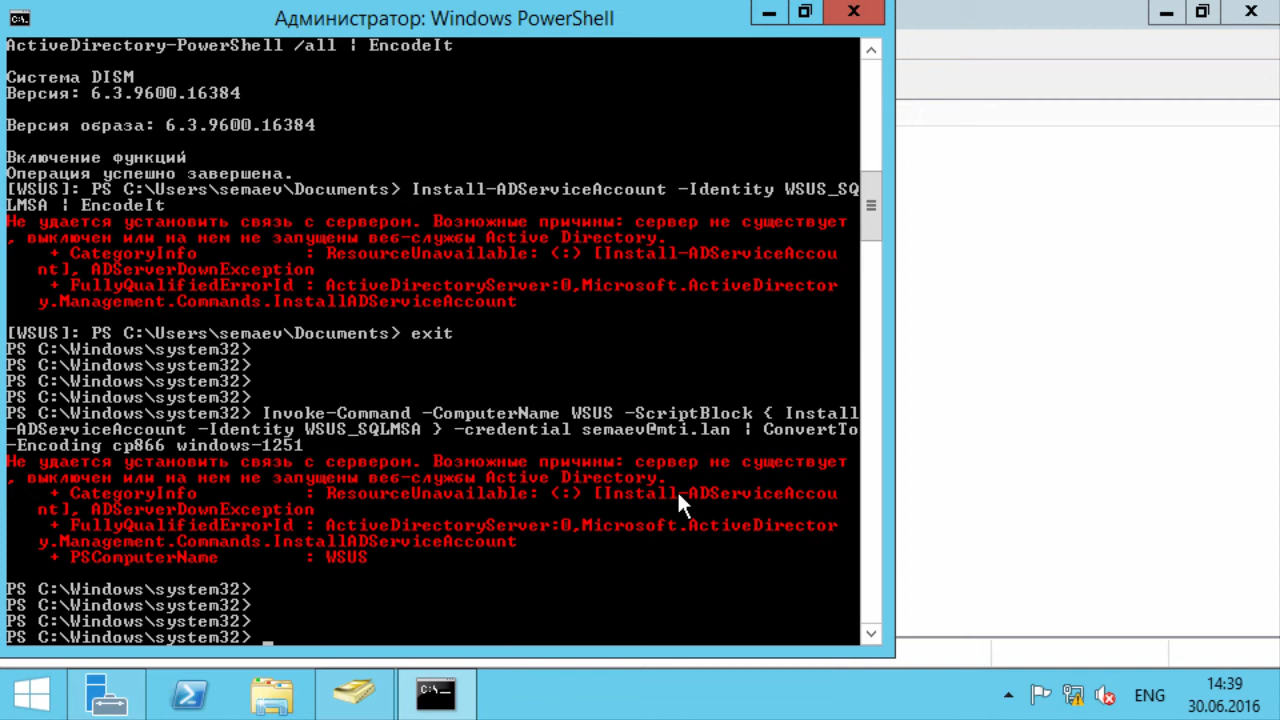 Администратор: Windows PowerShell
ActiveDirectory-PowerShell /all | EncodeIt
Cистема DISM
Версия: 6.3.9600.16384
Версия образа: 6.3.9600.16384
Включение функций
Операция успешно завершена.
[WSUS]: PS C:\Users\semaev\Documents> Install-ADServiceAccount -Identity WSUS_SQ
LMSA | EncodeIt
Не удается установить связь с сервером. Возможные причины: сервер не существует
, выключен или на нем не запущены веб-службы Active Directory.
+ CategoryInfo : ResourceUnavailable: (:) [Install-ADServiceAccou
nt], ADServerDownException
+ FullyQualifiedErrorId : ActiveDirectoryServer:0,Microsoft.ActiveDirector
y.Management.Commands.InstallADServiceAccount
[WSUS]: PS C:\Users\semaev\Documents> exit
PS C:\Windows\system32>
PS C:\Windows\system32>
PS C:\Windows\system32>
PS C:\Windows\system32>
PS C:\Windows\system32> Invoke-Command -ComputerName WSUS -ScriptBlock { Install
-ADServiceAccount -Identity WSUS_SQLMSA } -credential semaev@mti.lan | ConvertTo
-Encoding cp866 windows-1251
Не удается установить связь с сервером. Возможные причины: сервер не существует
, выключен или на нем не запущены веб-службы Active Directory.
+ CategoryInfo : ResourceUnavailable: (:) [Install-ADServiceAccou
nt], ADServerDownException
+ FullyQualifiedErrorId : ActiveDirectoryServer:0,Microsoft.ActiveDirector
y.Management.Commands.InstallADServiceAccount
+ PSComputerName : WSUS
PS C:\Windows\system32>
PS C:\Windows\system32>
PS C:\Windows\system32>
PS C:\Windows\system32> _
ENG
14:39
30.06.2016